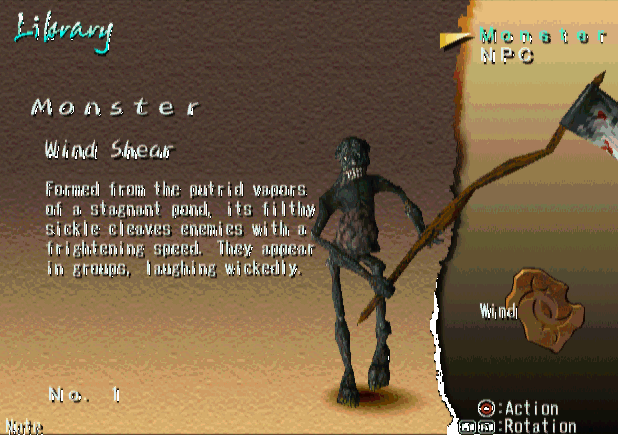 Library
Monster
NPC
Monster
Wind Shear
Formed from the putrid vapors
of a stagnant pond, its filthy
sickle cleaves enemies with a
frightening speed. They appear
in groups, laughing wickedly.
Wind
No. 1
:Action
:Rotation
Note